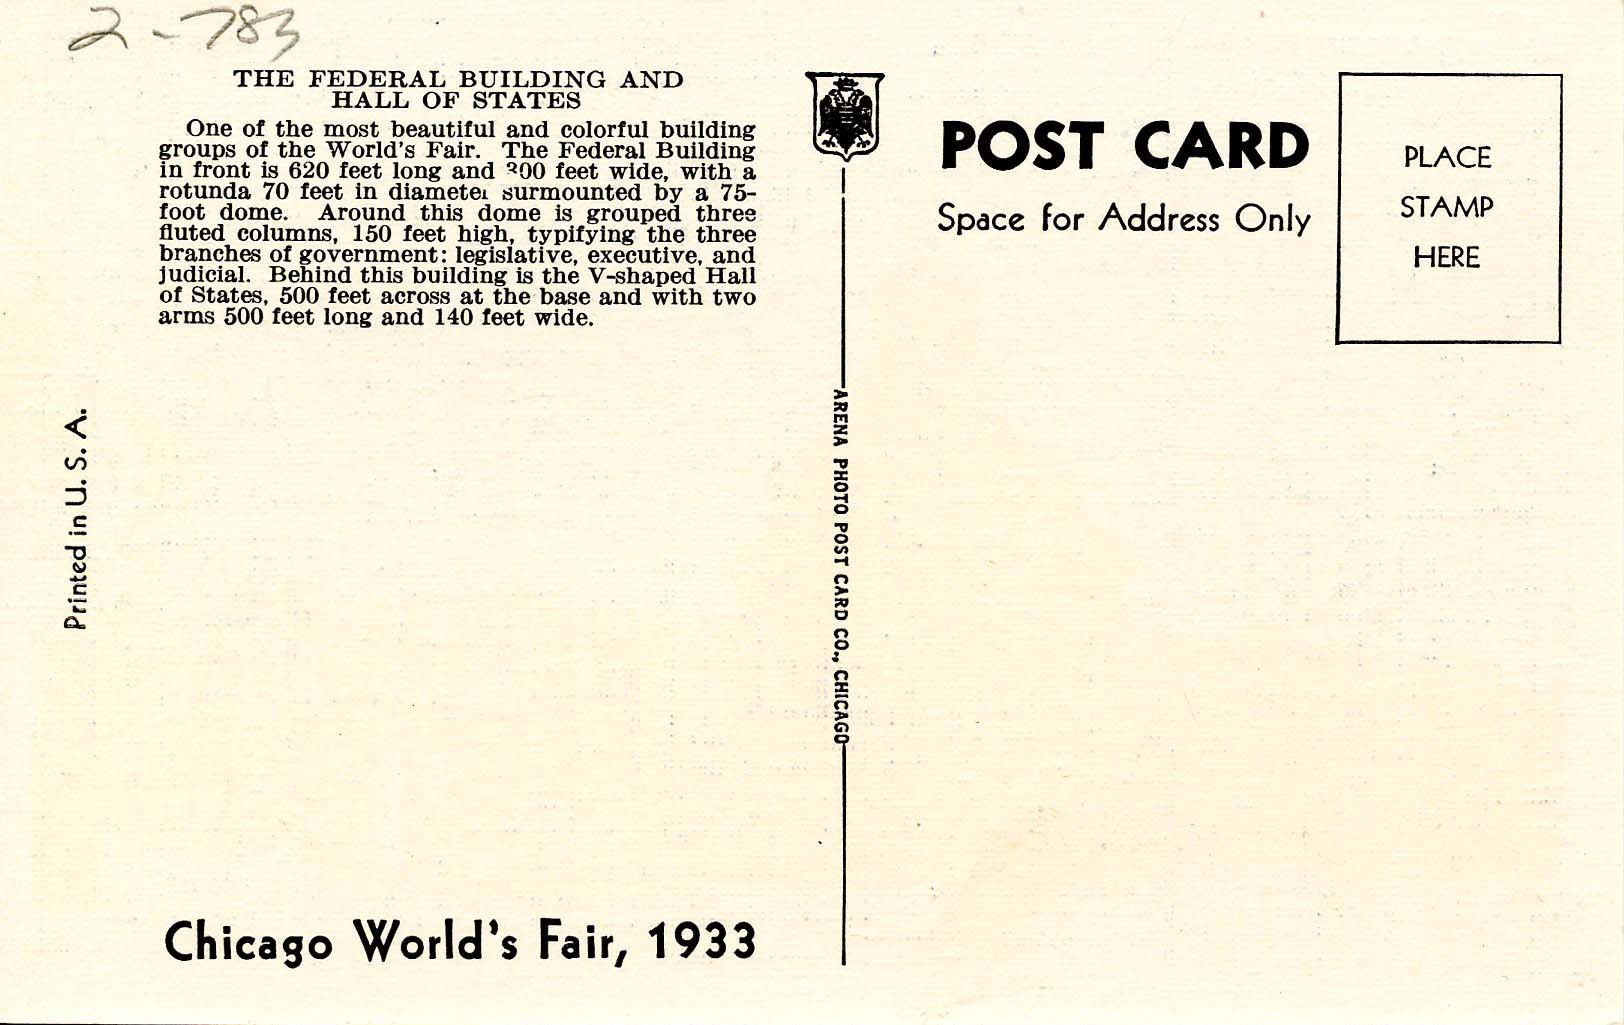 2-783
THE FEDERAL BUILDING AND
HALL OF STATES
One of the most beautiful and colorful building
groups of the World's Fair. The Federal Building
in front is 620 feet long and 300 feet wide, with a
rotunda 70 feet in diameter surmounted by a 75-
foot dome. Around this dome is grouped three
fluted columns, 150 feet high, typifying the three
branches of government: legislative, executive, and
judicial. Behind this building is the V-shaped Hall
of States, 500 feet across at the base and with two
arms 500 feet long and 140 feet wide.
Printed in U. S. A.
Chicago World's Fair, 1933
ARENA PHOTO POST CARD CO., CHICAGO
POST CARD
Space for Address Only
PLACE
STAMP
HERE